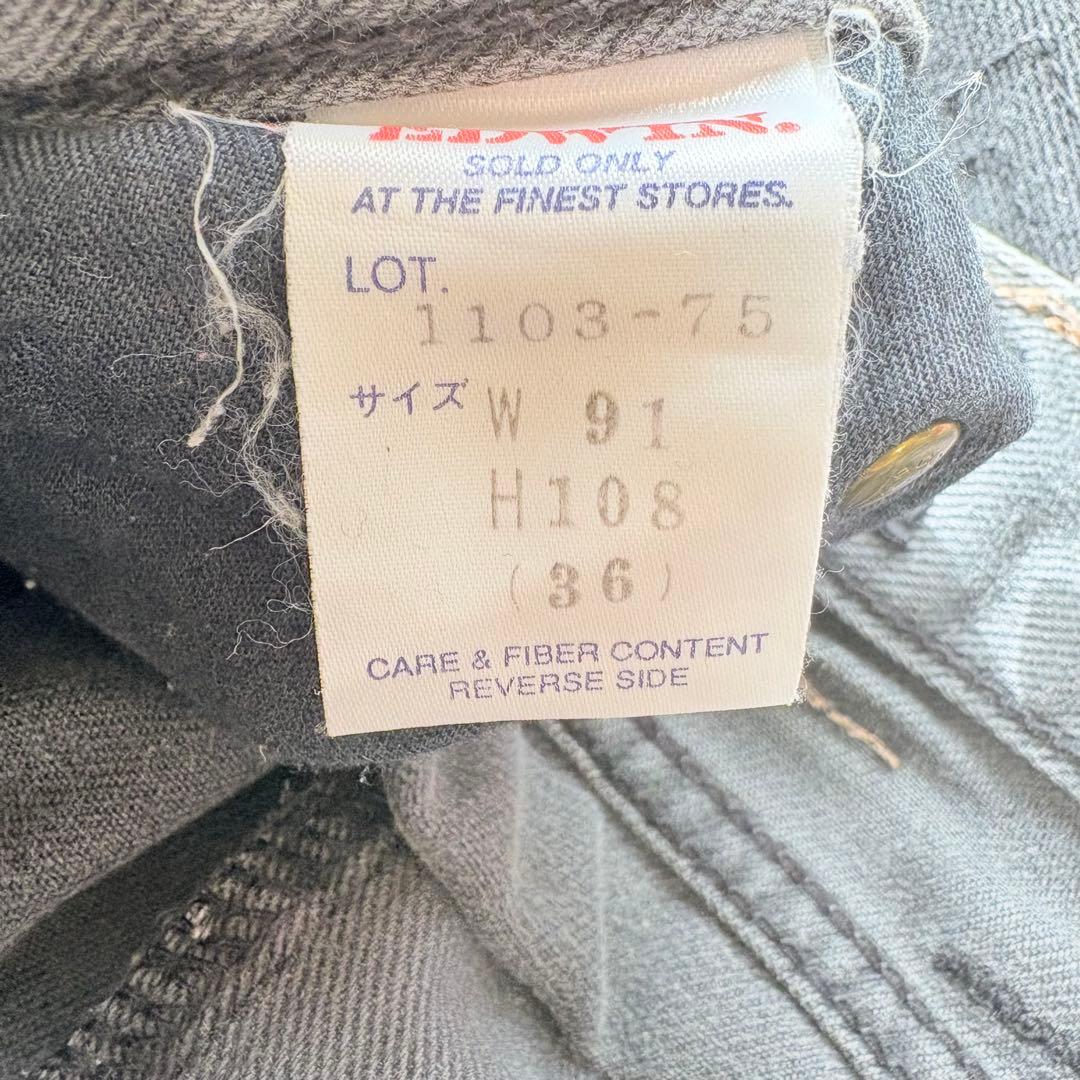 EDWIN.
SOLD ONLY
AT THE FINEST STORES.
LOT.
1103-75
サイズ W 91
H108
(36)
CARE & FIBER CONTENT
REVERSE SIDE